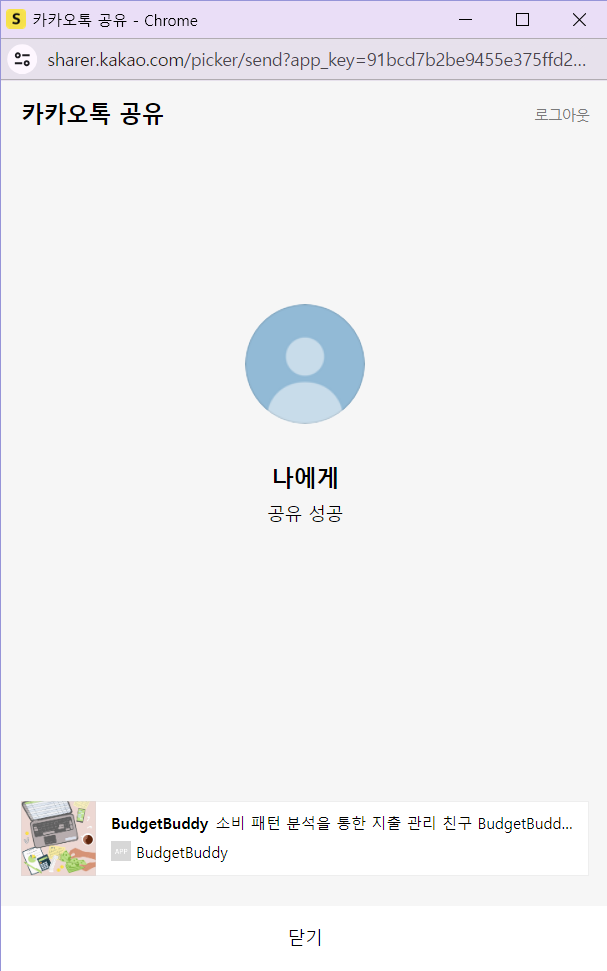 S 카카오톡 공유 - Chrome
sharer.kakao.com/picker/send?app_key=91bcd7b2be9455e375ffd2...
카카오톡 공유
로그아웃
나에게
공유 성공
BudgetBuddy 소비 패턴 분석을 통한 지출 관리 친구 BudgetBudd...
APP BudgetBuddy
닫기